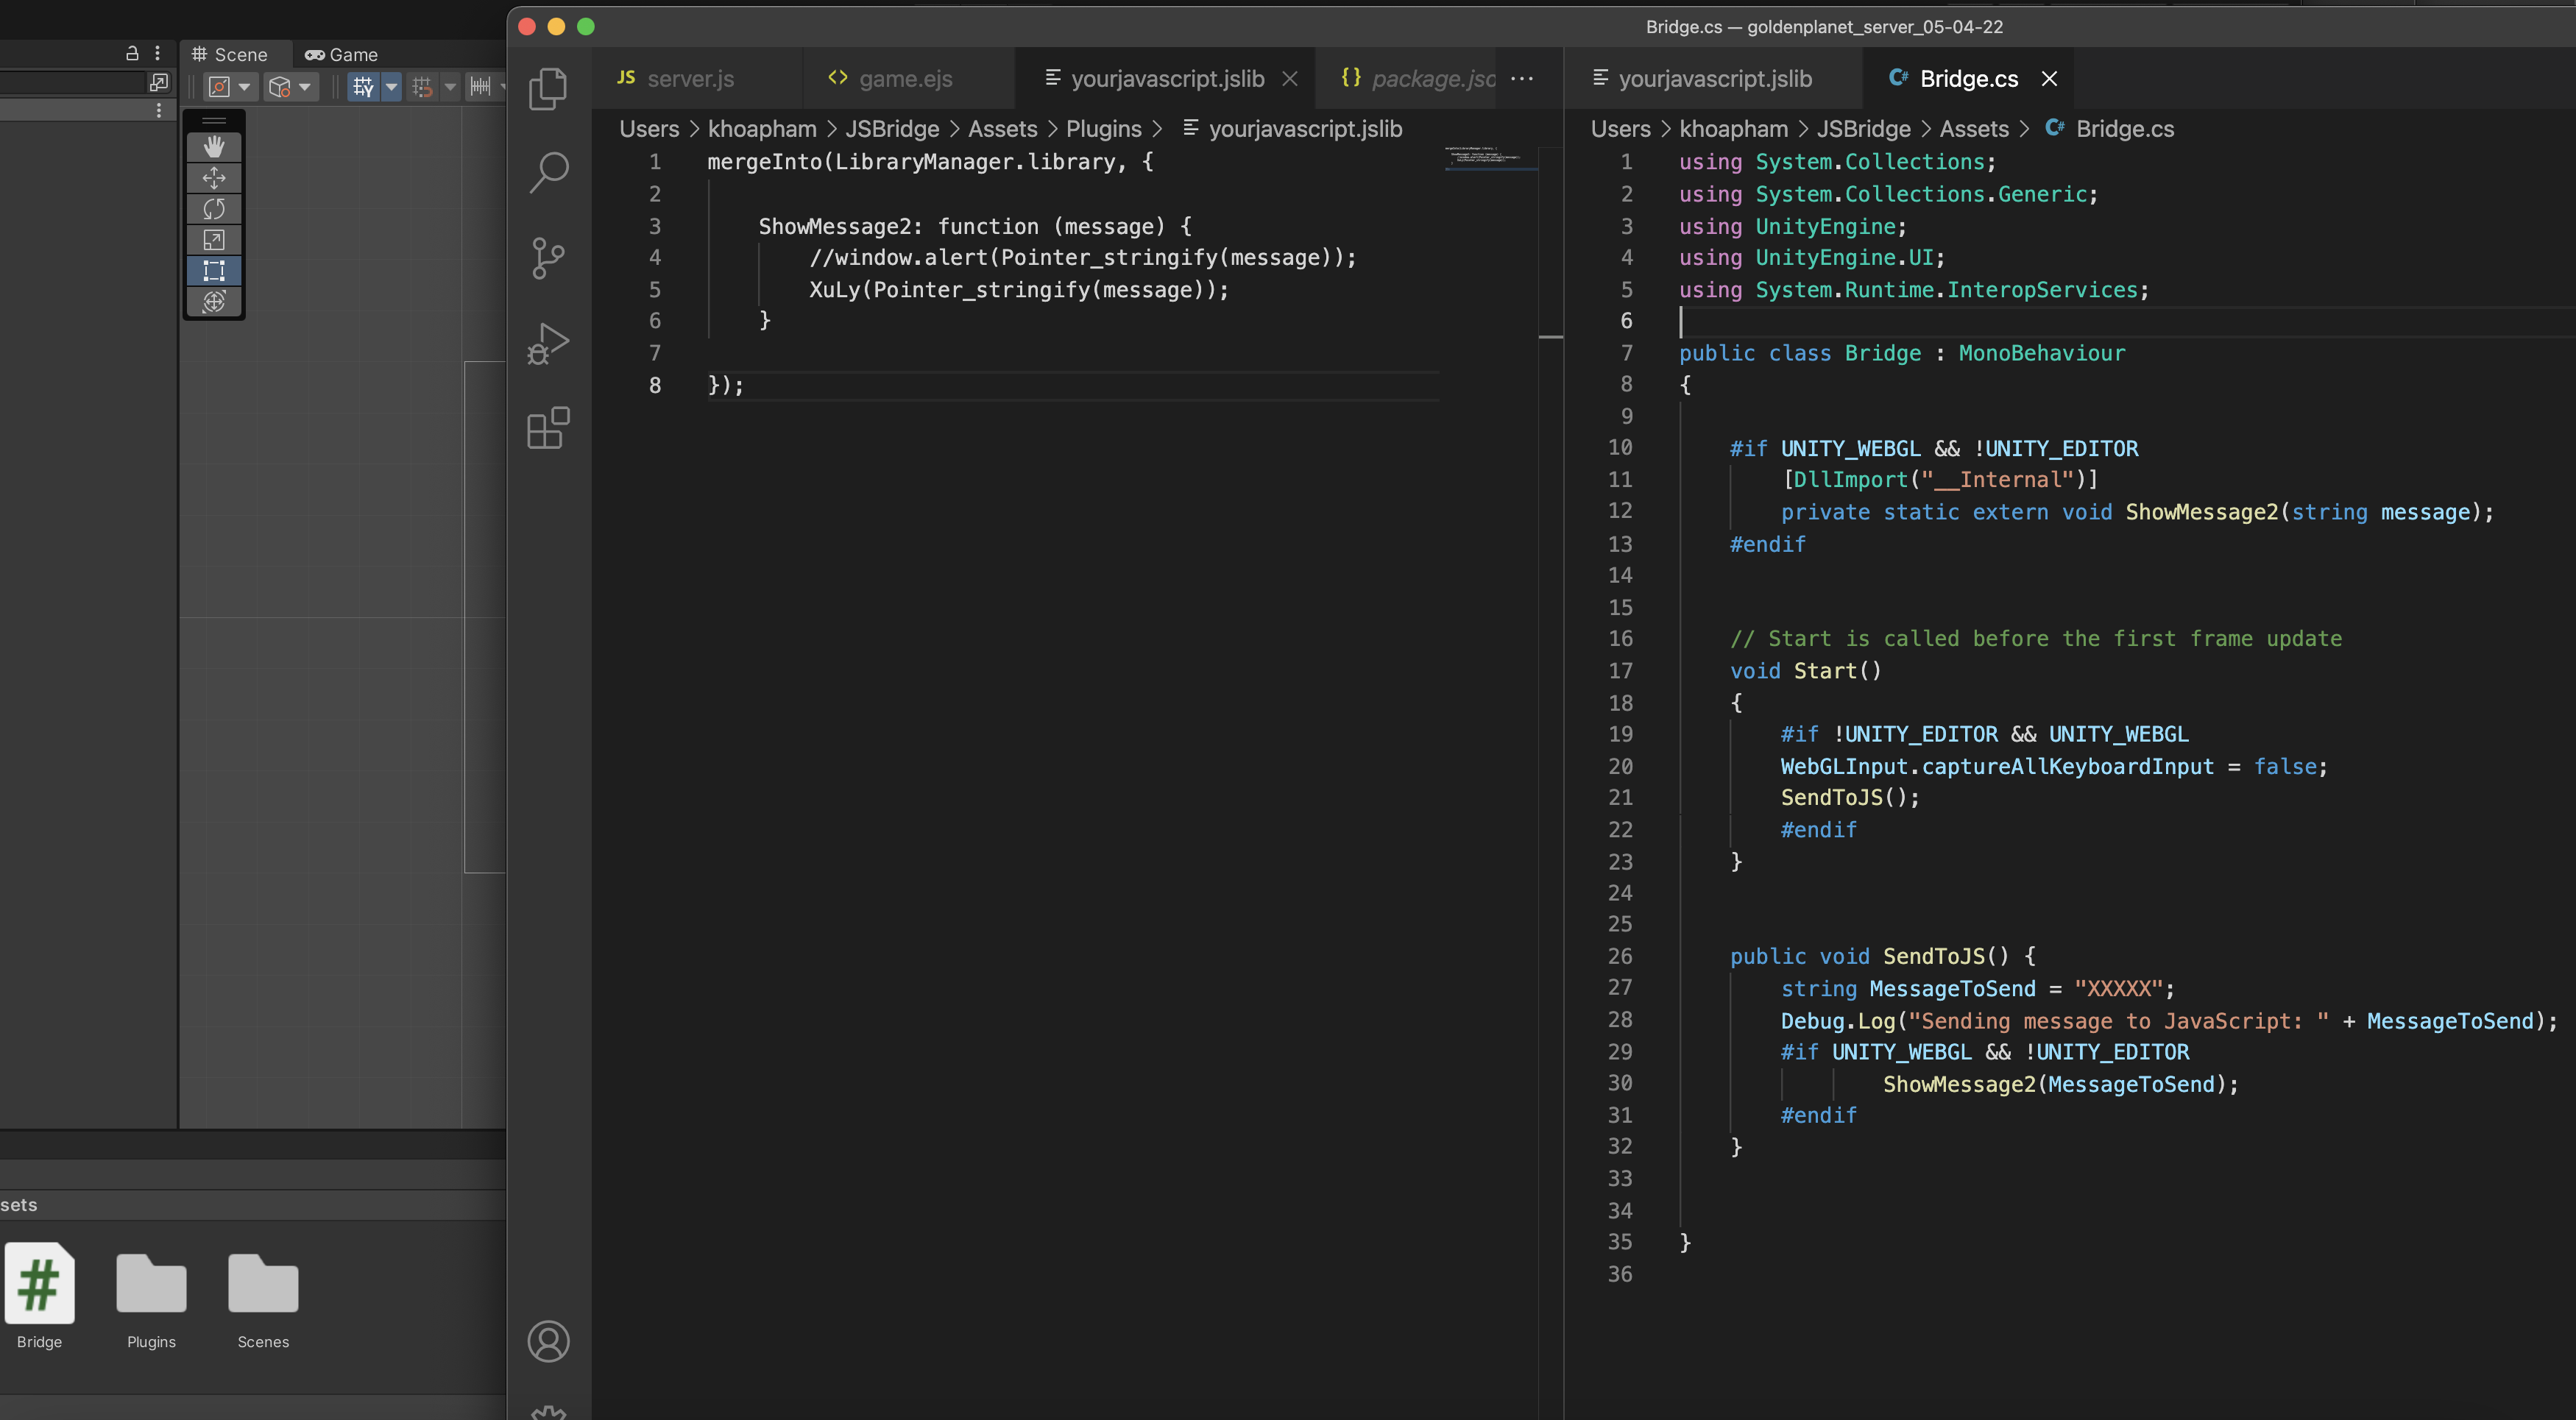 Scene
Game
sets
Bridge
Plugins
Scenes
Bridge.cs — goldenplanet_server_05-04-22
JS server.js
<> game.ejs
yourjavascript.jslib
{} package.jsc
...
Users > khoapham > JSBridge > Assets > Plugins > yourjavascript.jslib
1 mergeInto(LibraryManager.library, {
2
3 ShowMessage2: function (message) {
4 //window.alert(Pointer_stringify(message));
5 XuLy(Pointer_stringify(message));
6 }
7
8 });
yourjavascript.jslib
C# Bridge.cs
Users > khoapham > JSBridge > Assets > C# Bridge.cs
1 using System.Collections;
2 using System.Collections.Generic;
3 using UnityEngine;
4 using UnityEngine.UI;
5 using System.Runtime.InteropServices;
6
7 public class Bridge : MonoBehaviour
8 {
9
10 #if UNITY_WEBGL && !UNITY_EDITOR
11 [DllImport("__Internal")]
12 private static extern void ShowMessage2(string message);
13 #endif
14
15
16 // Start is called before the first frame update
17 void Start()
18 {
19 #if !UNITY_EDITOR && UNITY_WEBGL
20 WebGLInput.captureAllKeyboardInput = false;
21 SendToJS();
22 #endif
23 }
24
25
26 public void SendToJS() {
27 string MessageToSend = "XXXXX";
28 Debug.Log("Sending message to JavaScript: " + MessageToSend);
29 #if UNITY_WEBGL && !UNITY_EDITOR
30 ShowMessage2(MessageToSend);
31 #endif
32 }
33
34
35 }
36